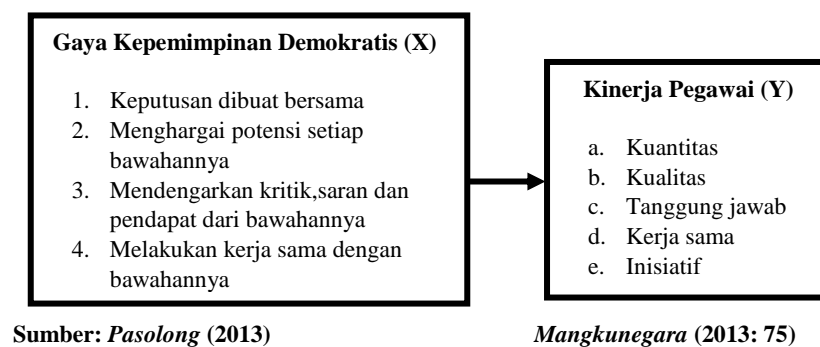 Gaya Kepemimpinan Demokratis (X)
1. Keputusan dibuat bersama
2. Menghargai potensi setiap
bawahannya
3. Mendengarkan kritik,saran dan
pendapat dari bawahannya
4. Melakukan kerja sama dengan
bawahannya
Kinerja Pegawai (Y)
a. Kuantitas
b. Kualitas
c. Tanggung jawab
d. Kerja sama
e. Inisiatif
Sumber: Pasolong (2013)
Mangkunegara (2013: 75)